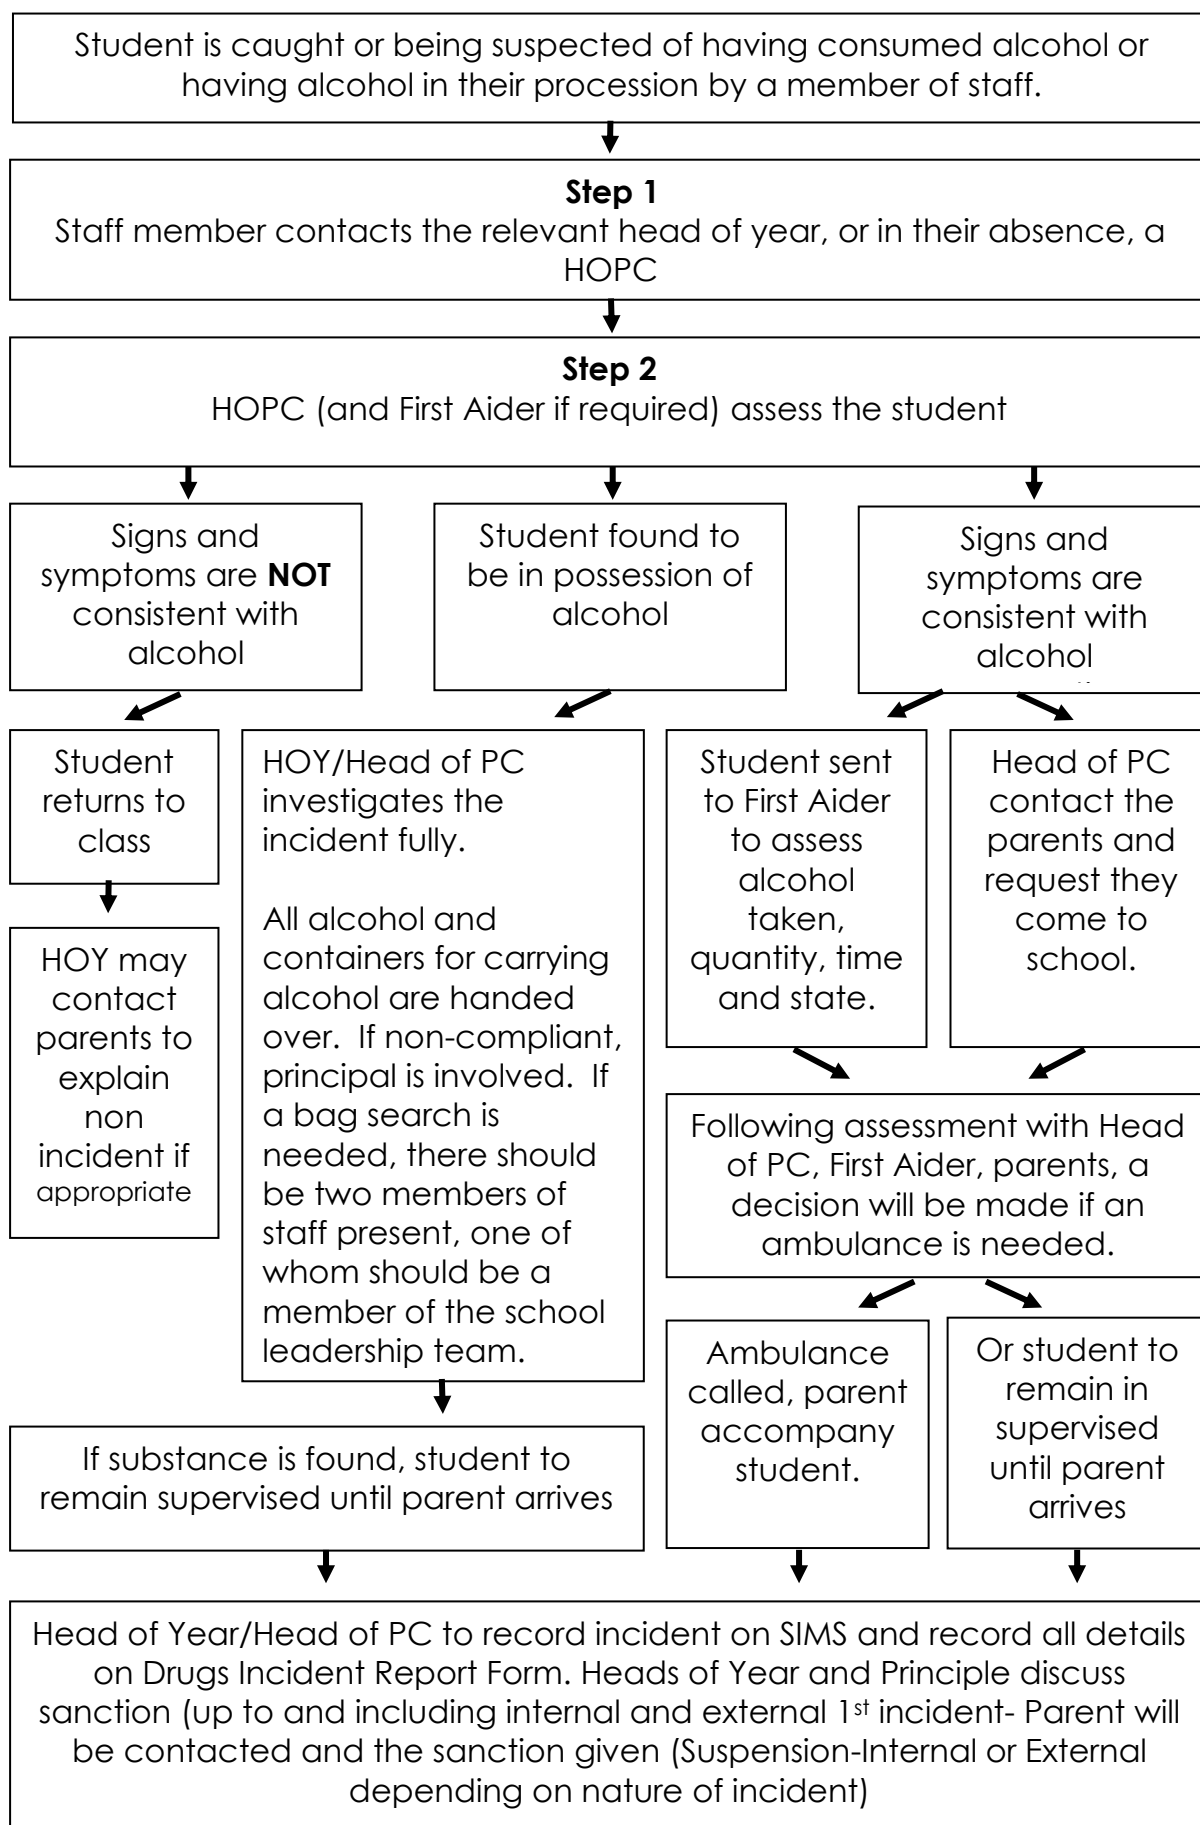 Student is caught or being suspected of having consumed alcohol or
having alcohol in their procession by a member of staff.
Step 1
Staff member contacts the relevant head of year, or in their absence, a
HOPC
Step 2
HOPC (and First Aider if required) assess the student
Signs and
symptoms are NOT
consistent with
alcohol
Student found to
be in possession of
alcohol
Signs and
symptoms are
consistent with
alcohol
Student
returns to
class
HOY may
contact
parents to
explain
non
incident if
appropriate
HOY/Head of PC
investigates the
incident fully.
All alcohol and
containers for carrying
alcohol are handed
over.  If non-compliant,
principal is involved.  If
a bag search is
needed, there should
be two members of
staff present, one of
whom should be a
member of the school
leadership team.
Student sent
to First Aider
to assess
alcohol
taken,
quantity, time
and state.
Head of PC
contact the
parents and
request they
come to
school.
Following assessment with Head
of PC, First Aider, parents, a
decision will be made if an
ambulance is needed.
If substance is found, student to
remain supervised until parent arrives
Ambulance
called, parent
accompany
student.
Or student to
remain in
supervised
until parent
arrives
Head of Year/Head of PC to record incident on SIMS and record all details
on Drugs Incident Report Form. Heads of Year and Principle discuss
sanction (up to and including internal and external 1st incident- Parent will
be contacted and the sanction given (Suspension-Internal or External
depending on nature of incident)